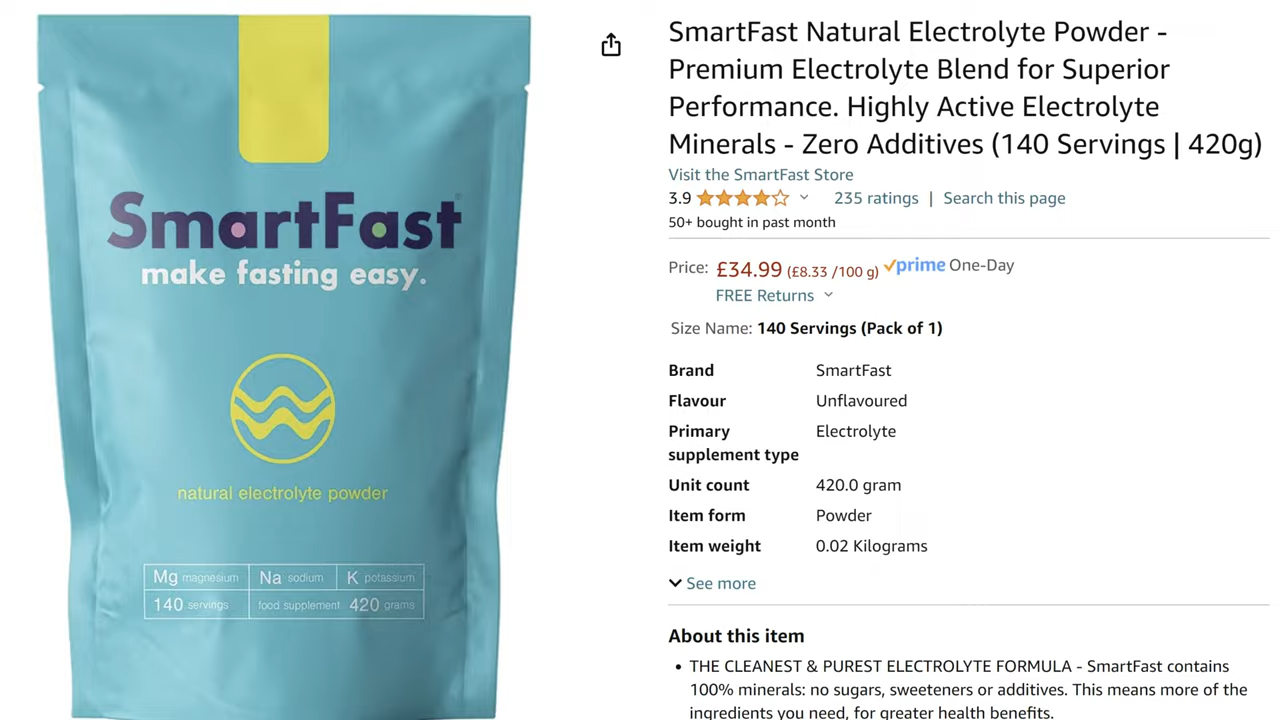 SmartFast®
make fasting easy.
natural electrolyte powder
Mg magnesium Na sodium K potassium
140 servings food supplement 420 grams
SmartFast Natural Electrolyte Powder -
Premium Electrolyte Blend for Superior
Performance. Highly Active Electrolyte
Minerals - Zero Additives (140 Servings | 420g)
Visit the SmartFast Store
3.9 235 ratings | Search this page
50+ bought in past month
Price: £34.99 (£8.33 /100 g) prime One-Day
FREE Returns
Size Name: 140 Servings (Pack of 1)
Brand SmartFast
Flavour Unflavoured
Primary Electrolyte
supplement type
Unit count 420.0 gram
Item form Powder
Item weight 0.02 Kilograms
See more
About this item
• THE CLEANEST & PUREST ELECTROLYTE FORMULA - SmartFast contains
100% minerals: no sugars, sweeteners or additives. This means more of the
ingredients you need, for greater health benefits.